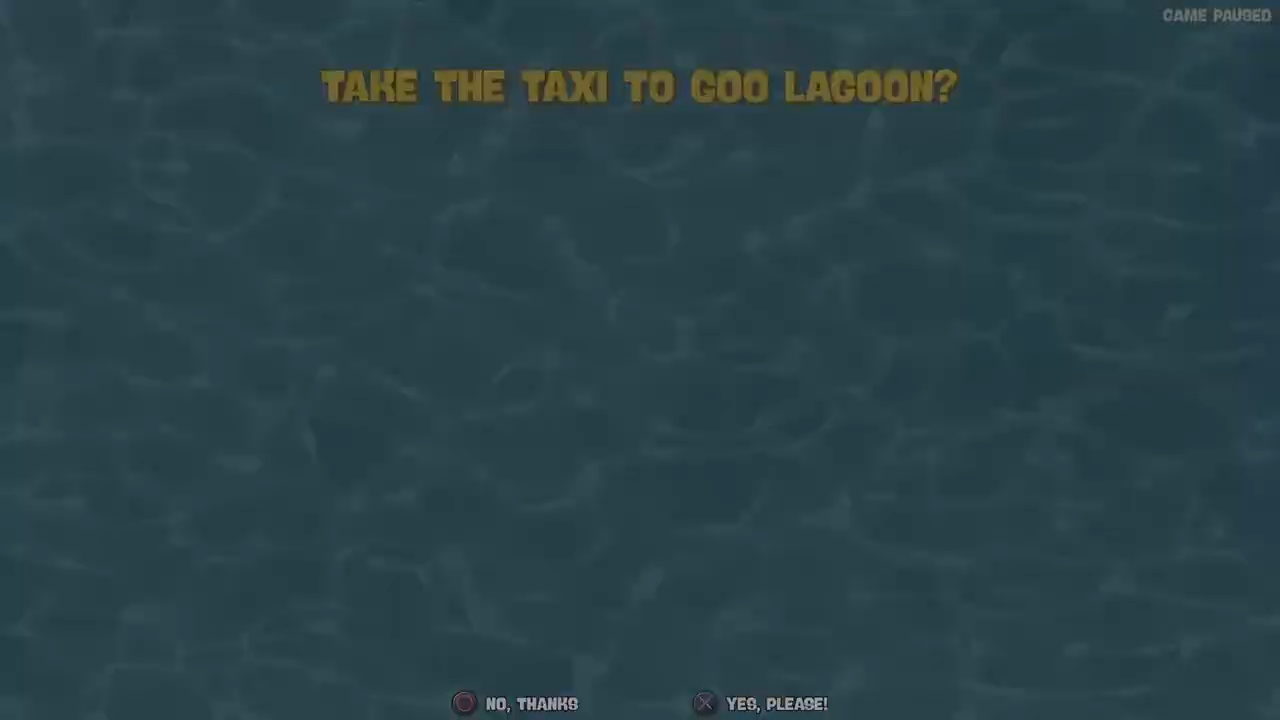 GAME PAUSED
TAKE THE TAXI TO GOO LAGOON?
NO, THANKS
YES, PLEASE!